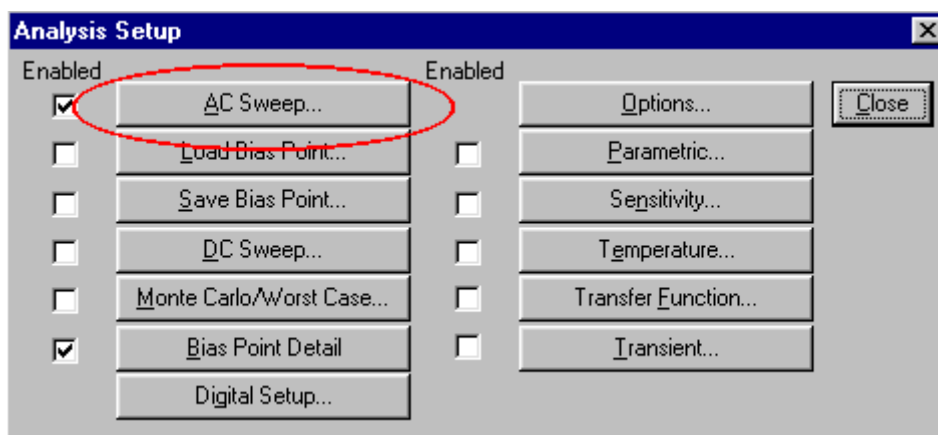 Analysis Setup
Enabled
AC Sweep...
Load Bias Point...
Save Bias Point...
DC Sweep...
Monte Carlo/Worst Case...
Bias Point Detail
Digital Setup...
Enabled
Options...
Parametric...
Sensitivity...
Temperature...
Transfer Function...
Transient...
Close